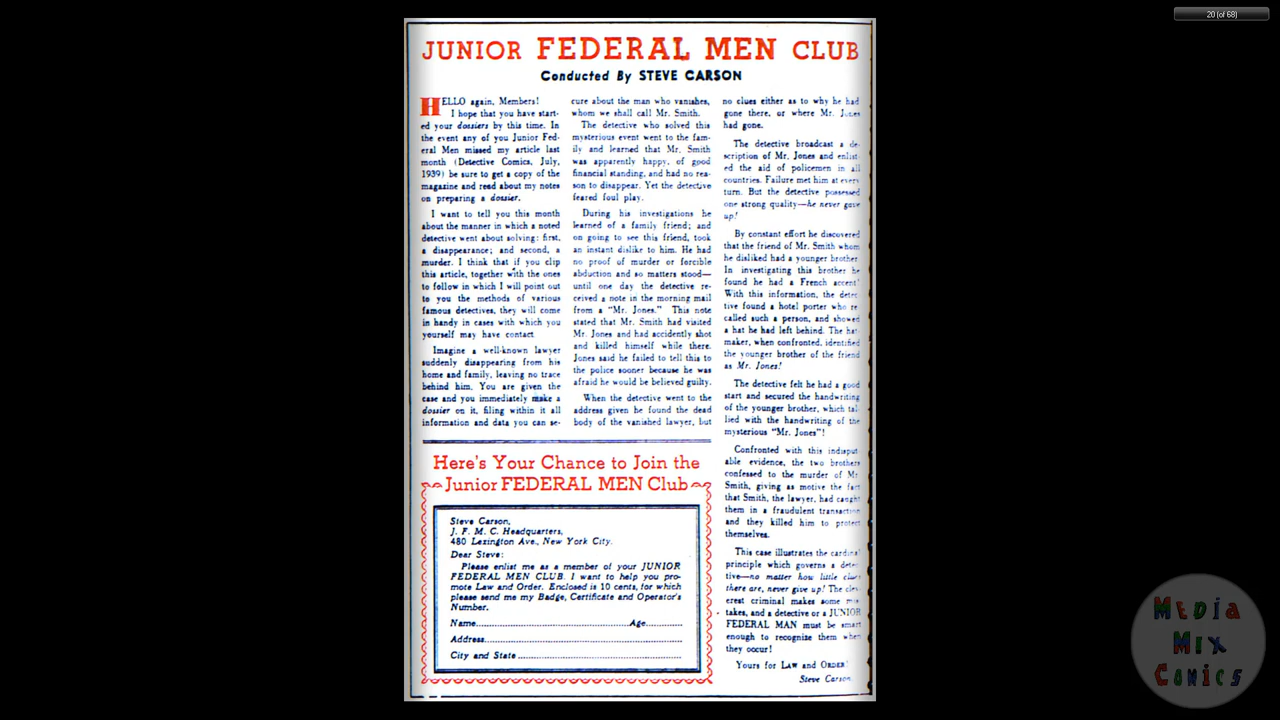 20 (of 68)
JUNIOR FEDERAL MEN CLUB
Conducted By STEVE CARSON
HELLO again, Members!
I hope that you have start-
ed your dossiers by this time. In
the event any of you Junior Fed-
eral Men missed my article last
month (Detective Comics, July,
1939) be sure to get a copy of the
magazine and read about my notes
on preparing a dossier.
I want to tell you this month
about the manner in which a noted
detective went about solving: first,
a disappearance; and second, a
murder. I think that if you clip
this article, together with the ones
to follow in which I will point out
to you the methods of various
famous detectives, they will come
in handy in cases with which you
yourself may have contact
Imagine a well-known lawyer
suddenly disappearing from his
home and family, leaving no trace
behind him. You are given the
case and you immediately make a
dossier on it, filing within it all
information and data you can se-
cure about the man who vanishes,
whom we shall call Mr. Smith.
The detective who solved this
mysterious event went to the fam-
ily and learned that Mr. Smith
was apparently happy, of good
financial standing, and had no rea-
son to disappear. Yet the detective
feared foul play.
During his investigations he
learned of a family friend; and
on going to see this friend, took
an instant dislike to him. He had
no proof of murder or forcible
abduction and so matters stood—
until one day the detective re-
ceived a note in the morning mail
from a "Mr. Jones." This note
stated that Mr. Smith had visited
Mr. Jones and had accidently shot
and killed himself while there.
Jones said he failed to tell this to
the police sooner because he was
afraid he would be believed guilty.
When the detective went to the
address given he found the dead
body of the vanished lawyer, but
no clues either as to why he had
gone there, or where Mr. Jones
had gone.
The detective broadcast a de-
scription of Mr. Jones and enlist-
ed the aid of policemen in all
countries. Failure met him at every
turn. But the detective possessed
one strong quality—he never gave
up!
By constant effort he discovered
that the friend of Mr. Smith whom
he disliked had a younger brother
In investigating this brother he
found he had a French accent!
With this information, the detec
tive found a hotel porter who re
called such a person, and showed
a hat he had left behind. The hat
maker, when confronted, identified
the younger brother of the friend
as Mr. Jones!
The detective felt he had a good
start and secured the handwriting
of the younger brother, which tal-
lied with the handwriting of the
mysterious "Mr. Jones"!
Confronted with this indisput
able evidence, the two brothers
confessed to the murder of Mr
Smith, giving as motive the fact
that Smith, the lawyer, had caught
them in a fraudulent transaction
and they killed him to protect
themselves.
This case illustrates the cardinal
principle which governs a detec
tive—no matter how little clues
there are, never give up! The clev
erest criminal makes some mis
takes, and a detective or a JUNIOR
FEDERAL MAN must be smart
enough to recognize them when
they occur!
Yours for LAW and ORDER!
Steve Carson.
Here's Your Chance to Join the
Junior FEDERAL MEN Club
Steve Carson,
J. F. M. C. Headquarters,
480 Lexington Ave., New York City.
Dear Steve:
Please enlist me as a member of your JUNIOR
FEDERAL MEN CLUB. I want to help you pro-
mote Law and Order. Enclosed is 10 cents, for which
please send me my Badge, Certificate and Operator's
Number.
Name Age
Address
City and State
MEDIA
MIX
COMICS